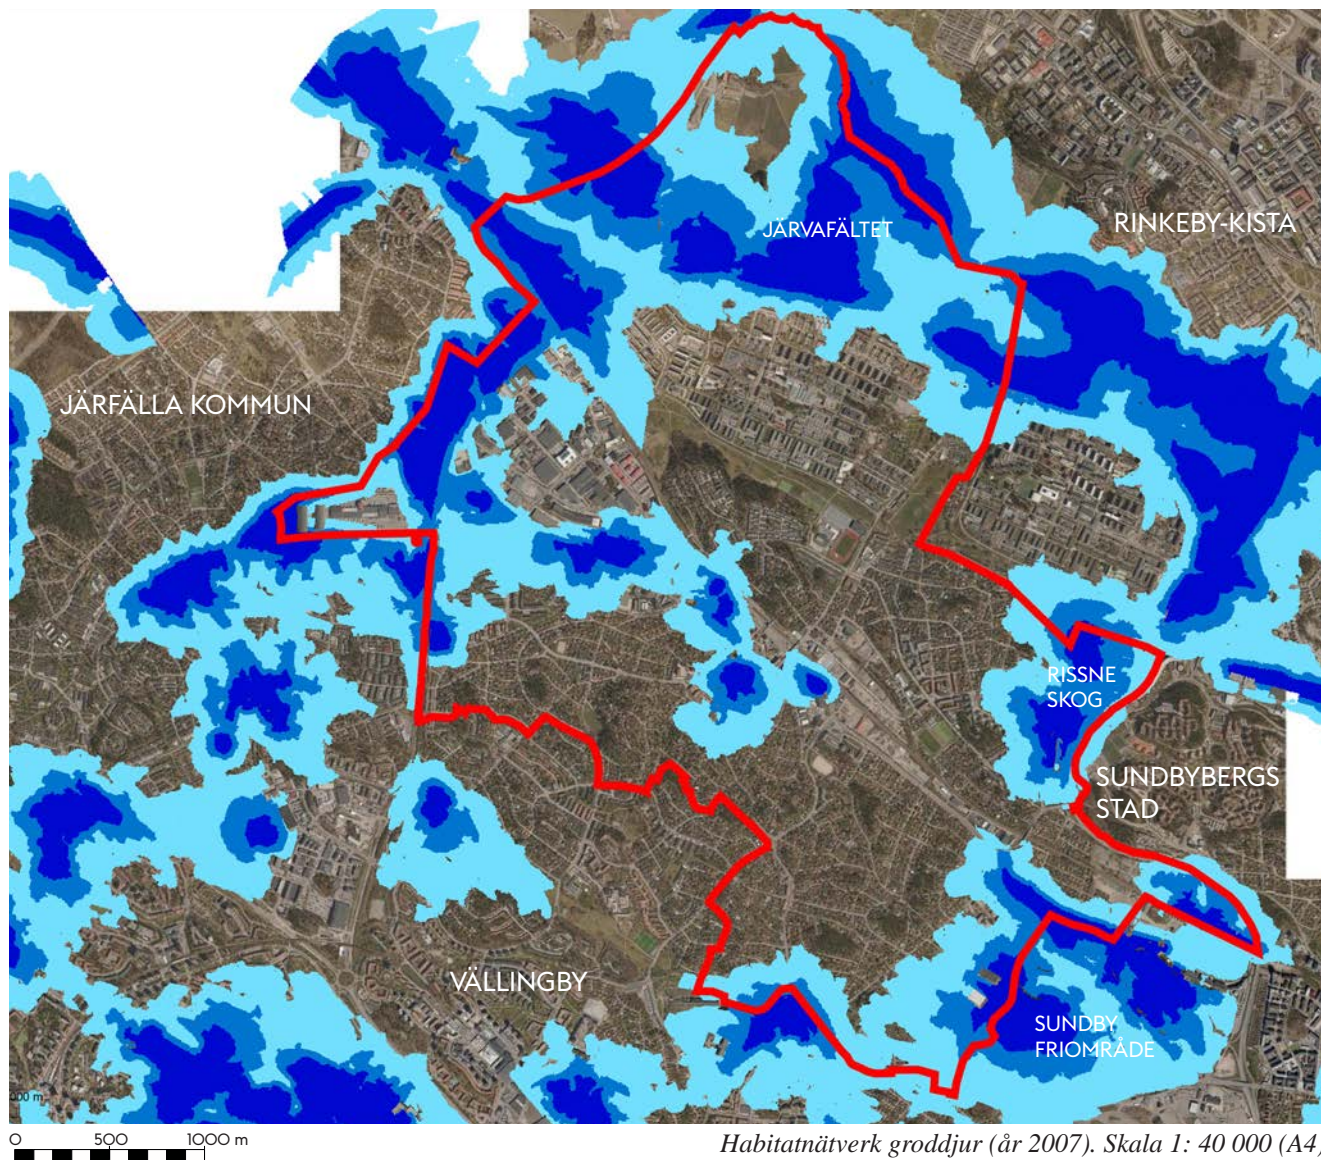 JÄRVAFÄLTET
RINKEBY-KISTA
JÄRFÄLLA KOMMUN
RISSNE
SKOG
SUNDBYBERGS
STAD
VÄLLINGBY
SUNDBY
FRIOMRÅDE
00 m
0 500 1000 m
Habitatnätverk groddjur (år 2007). Skala 1: 40 000 (A4)